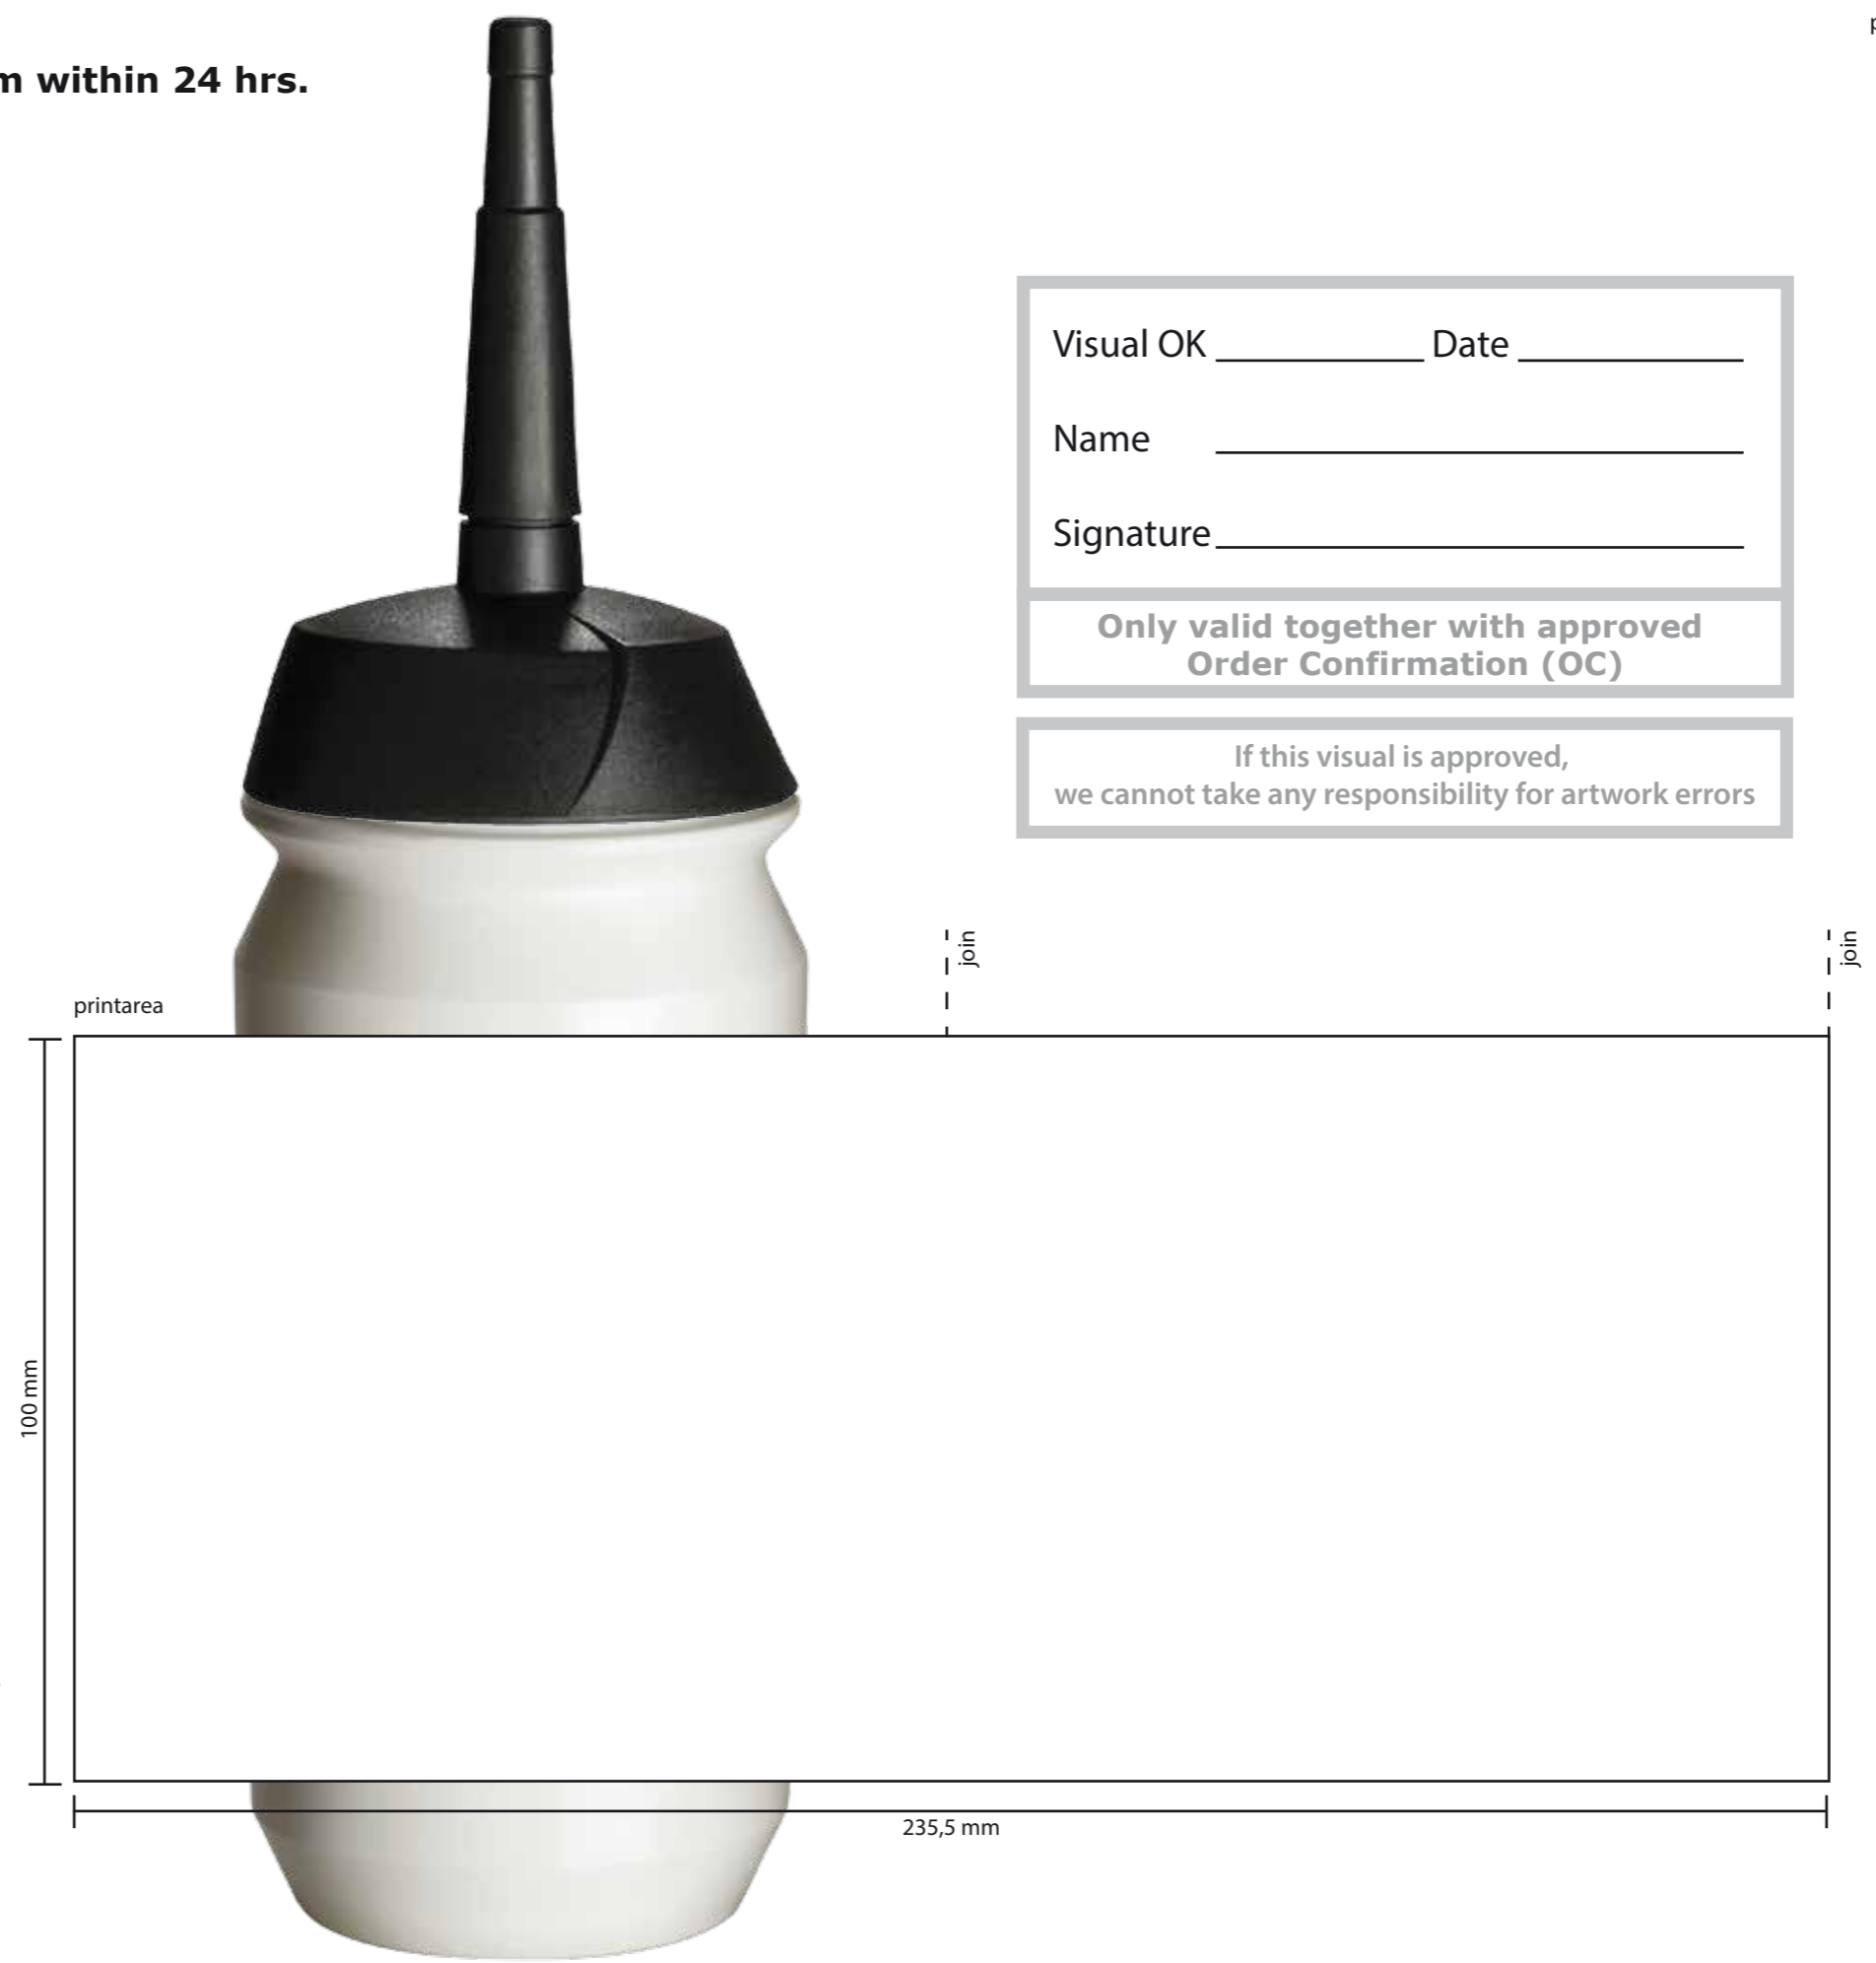 within 24 hrs.
Visual OK Date
Name
Signature
Only valid together with approved
Order Confirmation (OC)
If this visual is approved,
we cannot take any responsibility for artwork errors
join
join
printarea
100 mm
235,5 mm